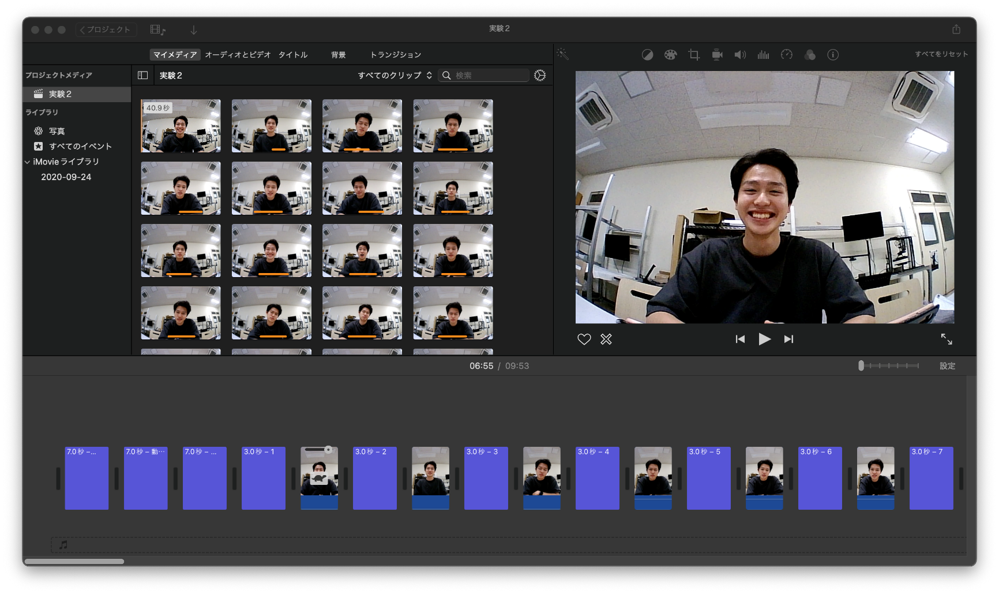 プロジェクト
実験2
マイメディア オーディオとビデオ タイトル 背景 トランジション
すべてをリセット
プロジェクトメディア
実験2
ライブラリ
写真
すべてのイベント
iMovieライブラリ
2020-09-24
実験2 すべてのクリップ 検索
40.9秒
06:55 / 09:53
設定
7.0秒 – ...
7.0秒 – 動…
7.0秒 – ...
3.0秒 – 1
3.0秒 – 2
3.0秒 – 3
3.0秒 – 4
3.0秒 – 5
3.0秒 – 6
3.0秒 – 7